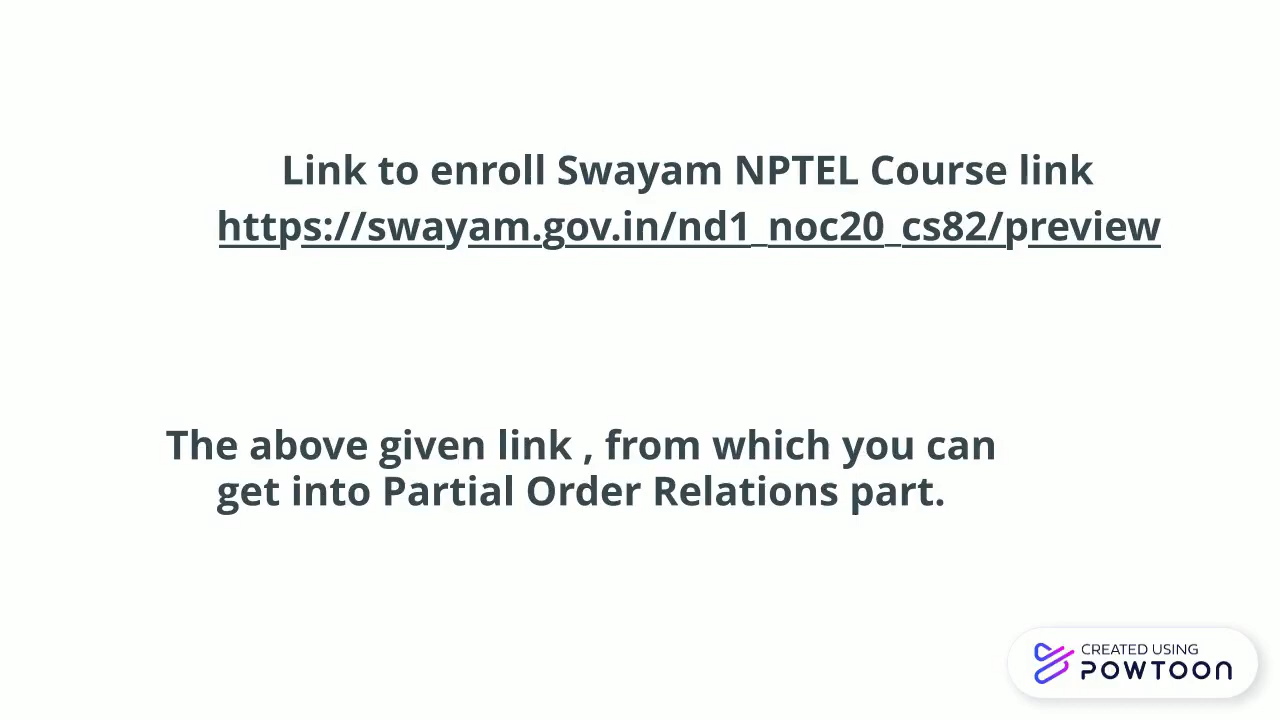 Link to enroll Swayam NPTEL Course link
https://swayam.gov.in/nd1_noc20_cs82/preview
The above given link , from which you can
get into Partial Order Relations part.
CREATED USING
POWTOON